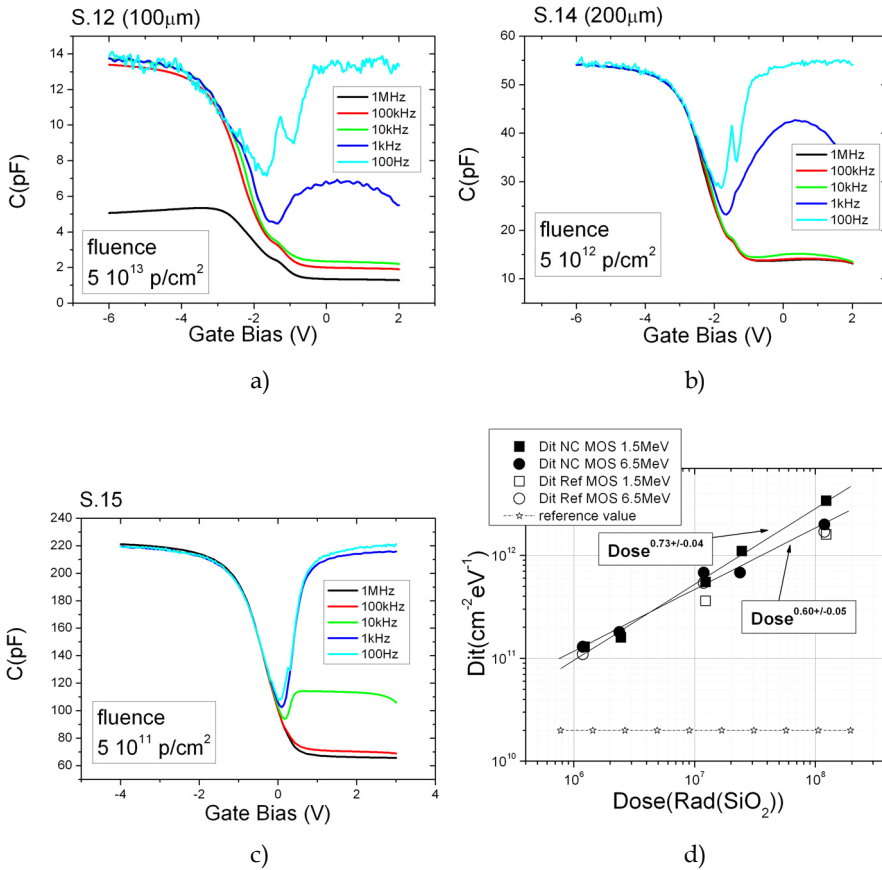 S.12 (100μm)
14
12
10
8
6
4
2
0
C(pF)
1MHz
100kHz
10kHz
1kHz
100Hz
fluence
5 10^13 p/cm^2
-6 -4 -2 0 2
Gate Bias (V)
a)
S.14 (200μm)
60
50
40
30
20
10
C(pF)
1MHz
100kHz
10kHz
1kHz
100Hz
fluence
5 10^12 p/cm^2
-6 -4 -2 0 2
Gate Bias (V)
b)
S.15
220
200
180
160
140
120
100
80
60
C(pF)
1MHz
100kHz
10kHz
1kHz
100Hz
fluence
5 10^11 p/cm^2
-4 -2 0 2 4
Gate Bias (V)
c)
Dit NC MOS 1.5MeV
Dit NC MOS 6.5MeV
Dit Ref MOS 1.5MeV
Dit Ref MOS 6.5MeV
reference value
Dose^0.73+/-0.04
Dose^0.60+/-0.05
Dit(cm^-2eV^-1)
10^12
10^11
10^10
10^6 10^7 10^8
Dose(Rad(SiO_2))
d)